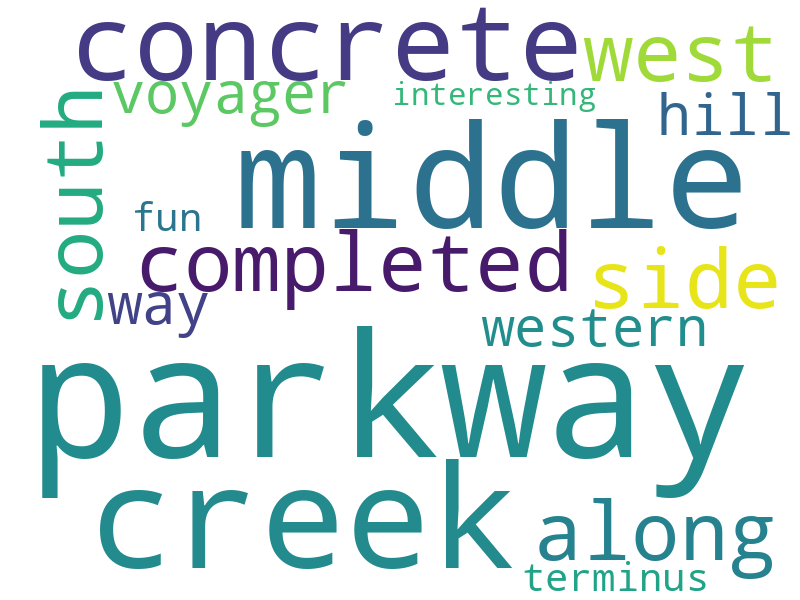 concrete
west
voyager
interesting
hill
south
middle
fun
completed
side
way
western
parkway
creek
along
terminus